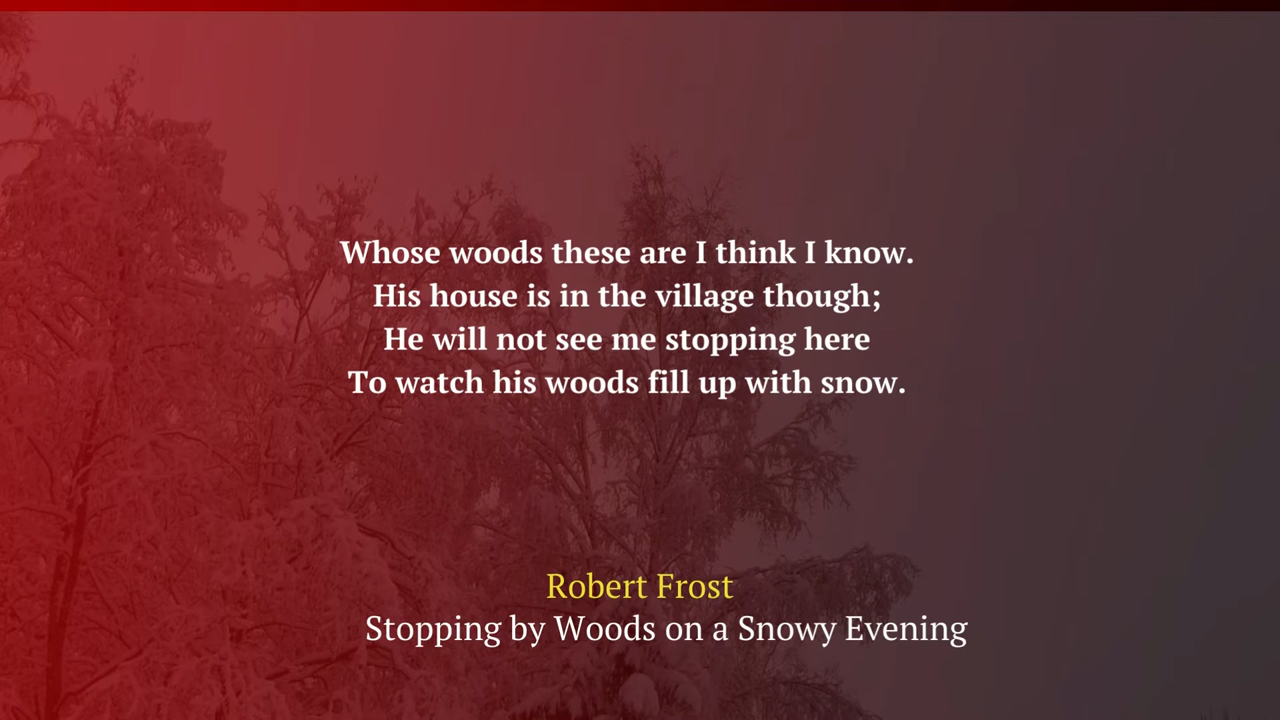 Whose woods these are I think I know.
His house is in the village though;
He will not see me stopping here
To watch his woods fill up with snow.
Robert Frost
Stopping by Woods on a Snowy Evening